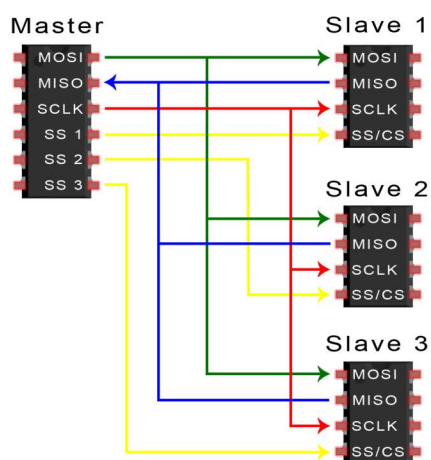 Master
MOSI
MISO
SCLK
SS 1
SS 2
SS 3
Slave 1
MOSI
MISO
SCLK
SS/CS
Slave 2
MOSI
MISO
SCLK
SS/CS
Slave 3
MOSI
MISO
SCLK
SS/CS